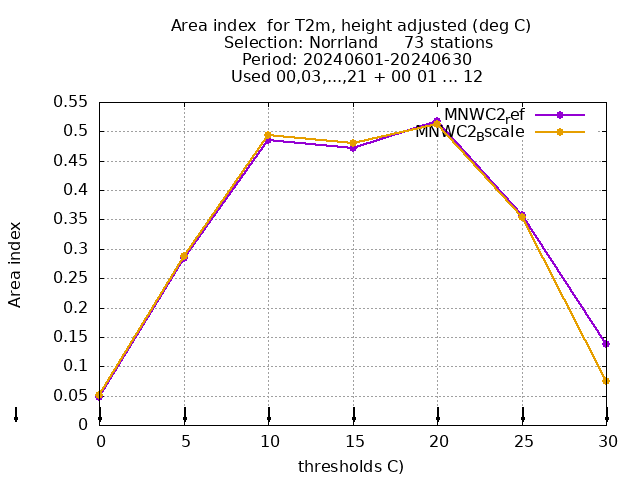 Area index  for T2m, height adjusted (deg C)
Selection: Norrland     73 stations
Period: 20240601-20240630
Used 00,03,...,21 + 00 01 ... 12
MNWC2ref
MNWC2Bscale
0.55
0.5
0.45
0.4
0.35
0.3
0.25
0.2
0.15
0.1
0.05
0
Area index
0 5 10 15 20 25 30
thresholds C)